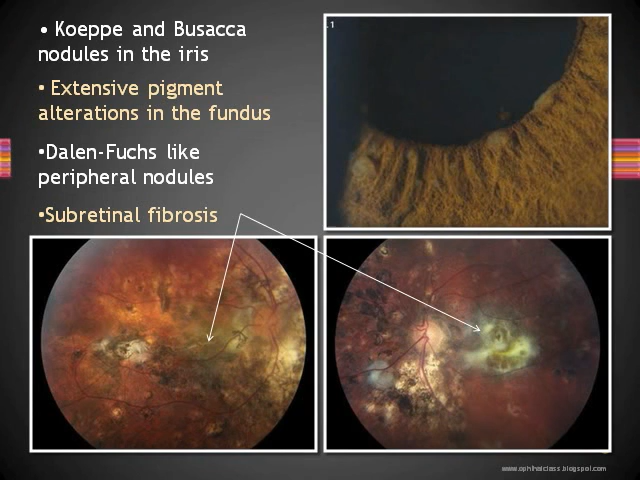 • Koeppe and Busacca
nodules in the iris
• Extensive pigment
alterations in the fundus
•Dalen-Fuchs like
peripheral nodules
•Subretinal fibrosis
1
www.ophthalclass.blogspot.com